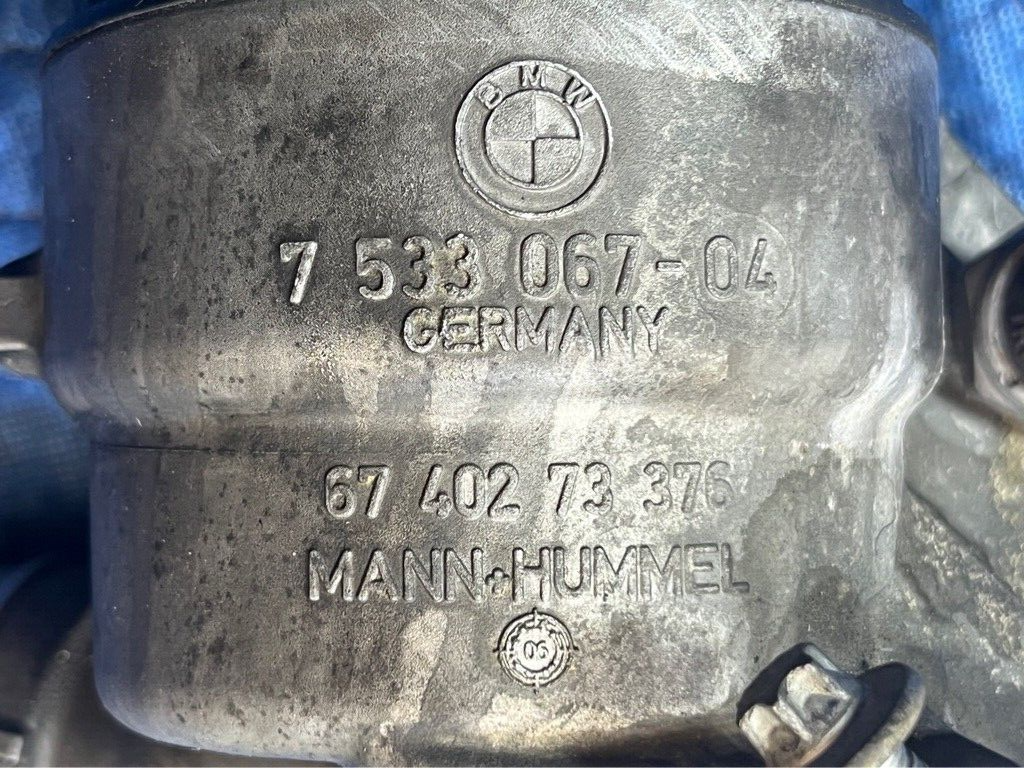 BMW
7 533 067-04
GERMANY
67 402 73 376
MANN+HUMMEL
06